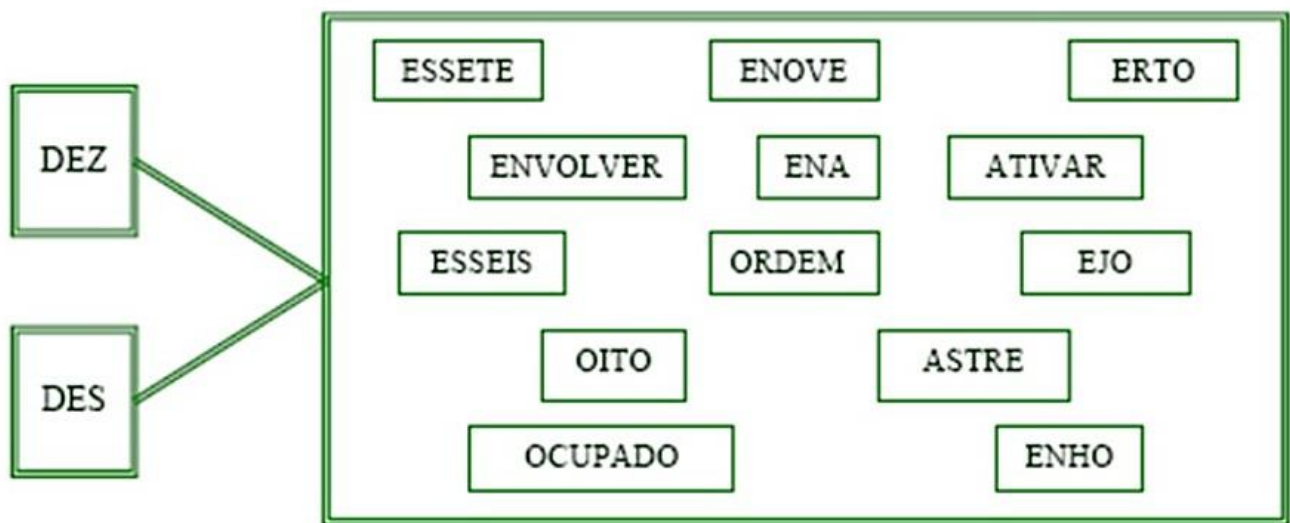 ESSETE ENOVE ERTO
DEZ
ENVOLVER ENA ATIVAR
ESSEIS ORDEM EJO
OITO ASTRE
DES
OCUPADO ENHO